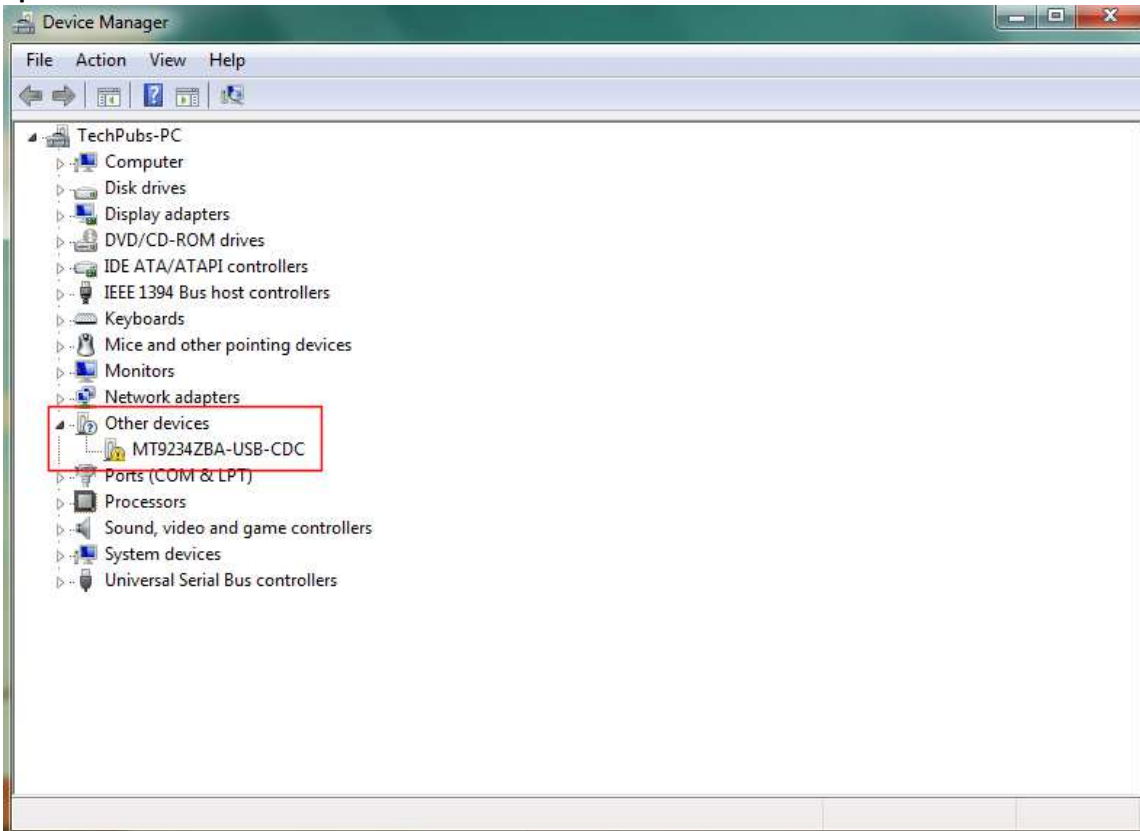 Device Manager
File Action View Help
TechPubs-PC
Computer
Disk drives
Display adapters
DVD/CD-ROM drives
IDE ATA/ATAPI controllers
IEEE 1394 Bus host controllers
Keyboards
Mice and other pointing devices
Monitors
Network adapters
Other devices
MT9234ZBA-USB-CDC
Ports (COM & LPT)
Processors
Sound, video and game controllers
System devices
Universal Serial Bus controllers